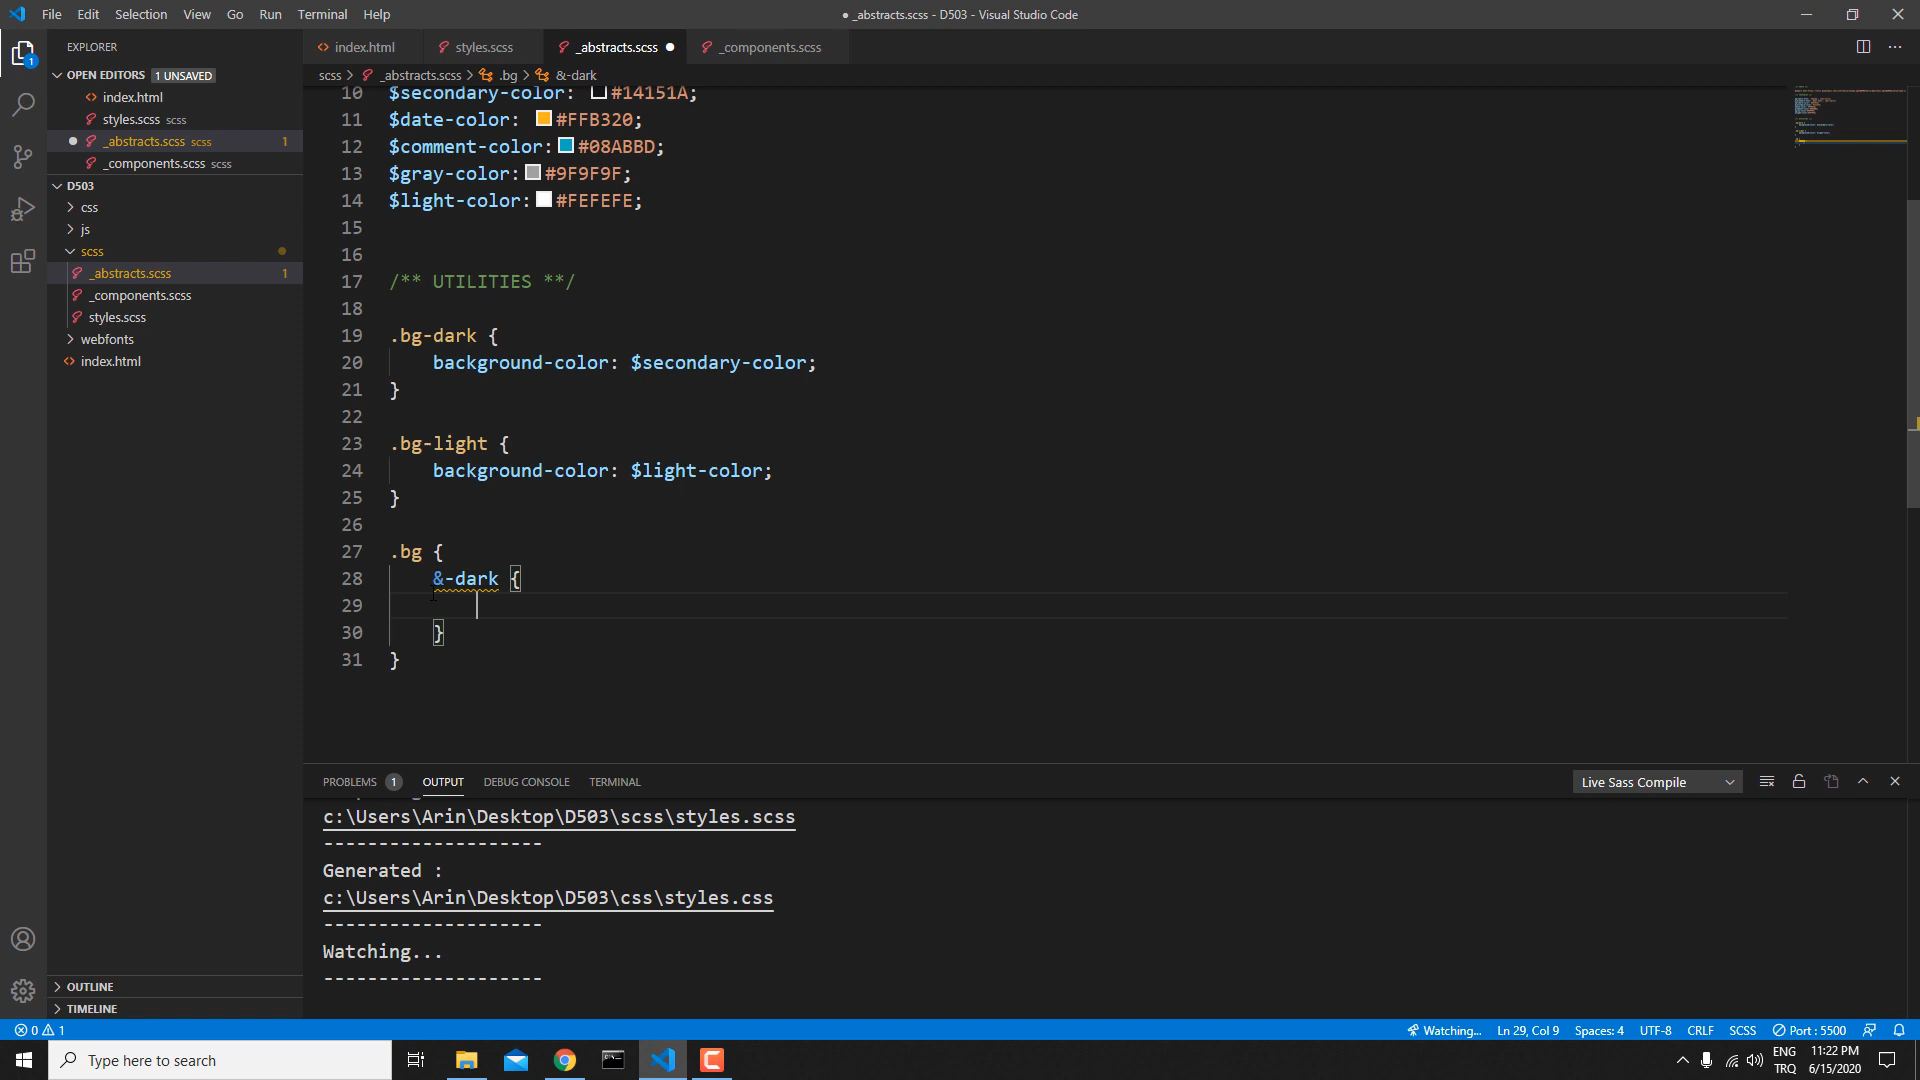 File Edit Selection View Go Run Terminal Help
● _abstracts.scss - D503 - Visual Studio Code
EXPLORER
OPEN EDITORS 1 UNSAVED
index.html
styles.scss scss
_abstracts.scss scss 1
_components.scss scss
D503
css
js
scss
_abstracts.scss 1
_components.scss
styles.scss
webfonts
index.html
OUTLINE
TIMELINE
index.html styles.scss _abstracts.scss _components.scss
scss > _abstracts.scss > .bg > &-dark
10 $secondary-color: #14151A;
11 $date-color: #FFB320;
12 $comment-color: #08ABBD;
13 $gray-color: #9F9F9F;
14 $light-color: #FEFEFE;
15
16
17 /** UTILITIES **/
18
19 .bg-dark {
20 background-color: $secondary-color;
21 }
22
23 .bg-light {
24 background-color: $light-color;
25 }
26
27 .bg {
28 &-dark {
29
30 }
31 }
PROBLEMS 1 OUTPUT DEBUG CONSOLE TERMINAL
Live Sass Compile
c:\Users\Arin\Desktop\D503\scss\styles.scss
--------------------
Generated :
c:\Users\Arin\Desktop\D503\css\styles.css
--------------------
Watching...
--------------------
0 1 Watching... Ln 29, Col 9 Spaces: 4 UTF-8 CRLF SCSS Port : 5500
Type here to search
ENG
TRQ
11:22 PM
6/15/2020